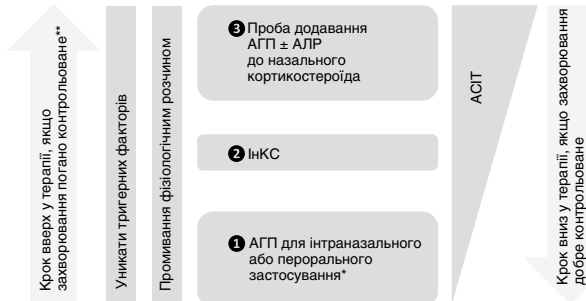 Крок вверх у терапії, якщо
захворювання погано контрольоване**
Уникати тригерних факторів
Промивання фізіологічним розчином
❸ Проба додавання
АГП ± АЛР
до назального
кортикостероїда
❷ ІнКС
❶ АГП для інтраназального
або перорального
застосування*
АСІТ
Крок вниз у терапії, якщо захворювання
добре контрольоване